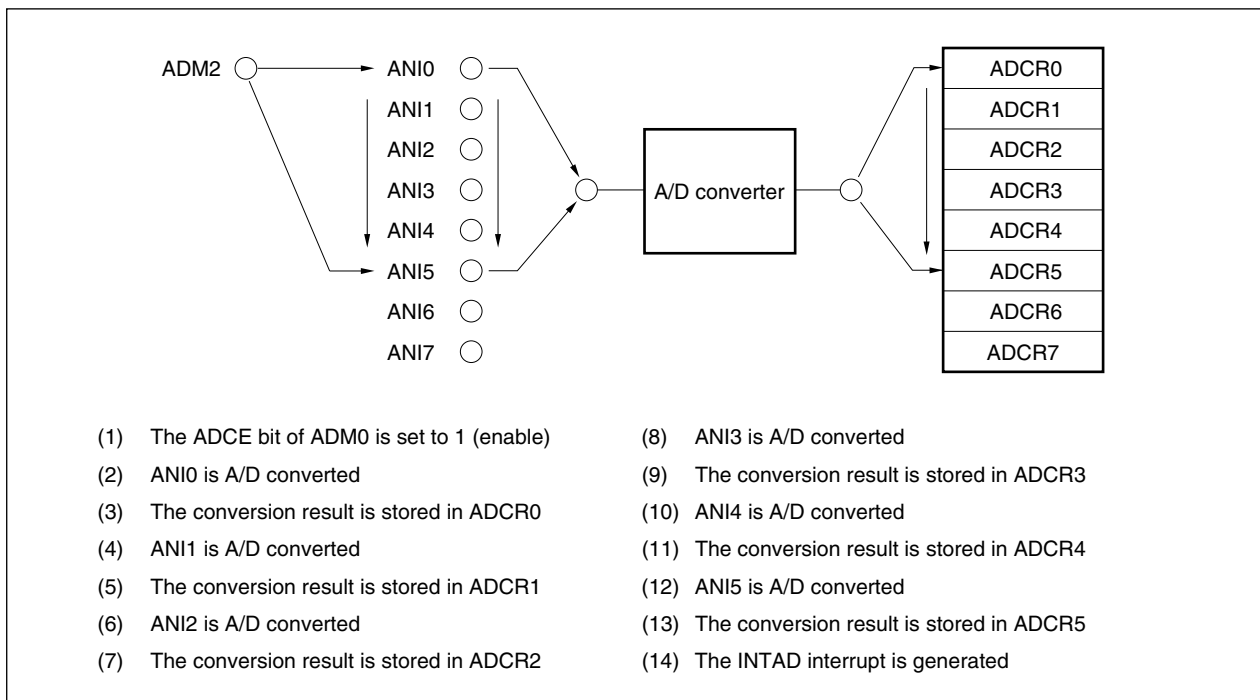 ADM2
ANI0
ANI1
ANI2
ANI3
ANI4
ANI5
ANI6
ANI7
A/D converter
ADCR0
ADCR1
ADCR2
ADCR3
ADCR4
ADCR5
ADCR6
ADCR7
(1) The ADCE bit of ADM0 is set to 1 (enable)
(2) ANI0 is A/D converted
(3) The conversion result is stored in ADCR0
(4) ANI1 is A/D converted
(5) The conversion result is stored in ADCR1
(6) ANI2 is A/D converted
(7) The conversion result is stored in ADCR2
(8) ANI3 is A/D converted
(9) The conversion result is stored in ADCR3
(10) ANI4 is A/D converted
(11) The conversion result is stored in ADCR4
(12) ANI5 is A/D converted
(13) The conversion result is stored in ADCR5
(14) The INTAD interrupt is generated